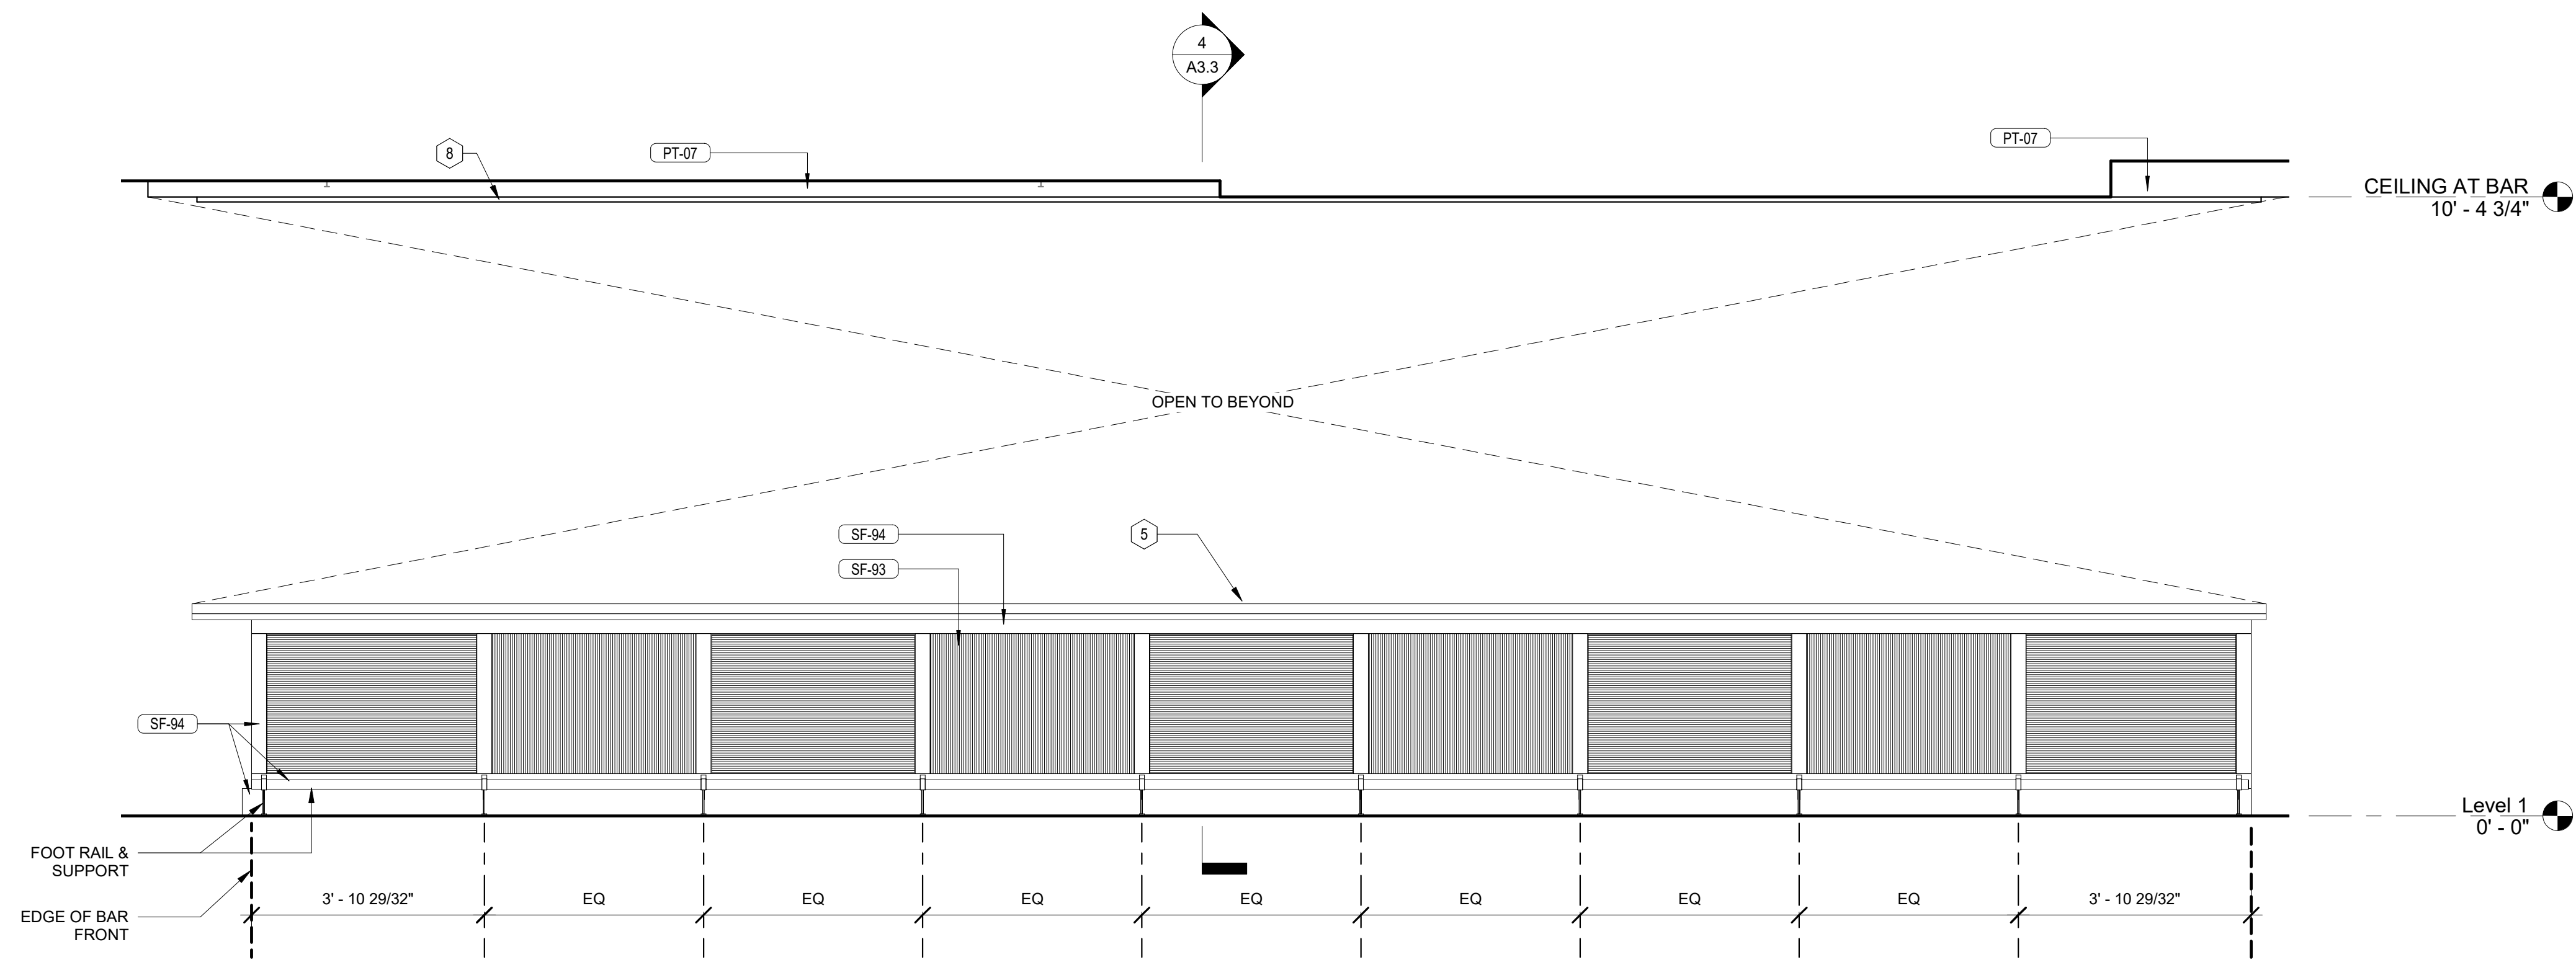 4
A3.3
8
PT-07
PT-07
CEILING AT BAR
10' - 4 3/4"
OPEN TO BEYOND
SF-94
5
SF-93
SF-94
Level 1
0' - 0"
FOOT RAIL &
SUPPORT
3' - 10 29/32"
EQ
EQ
EQ
EQ
EQ
EQ
EQ
3' - 10 29/32"
EDGE OF BAR
FRONT